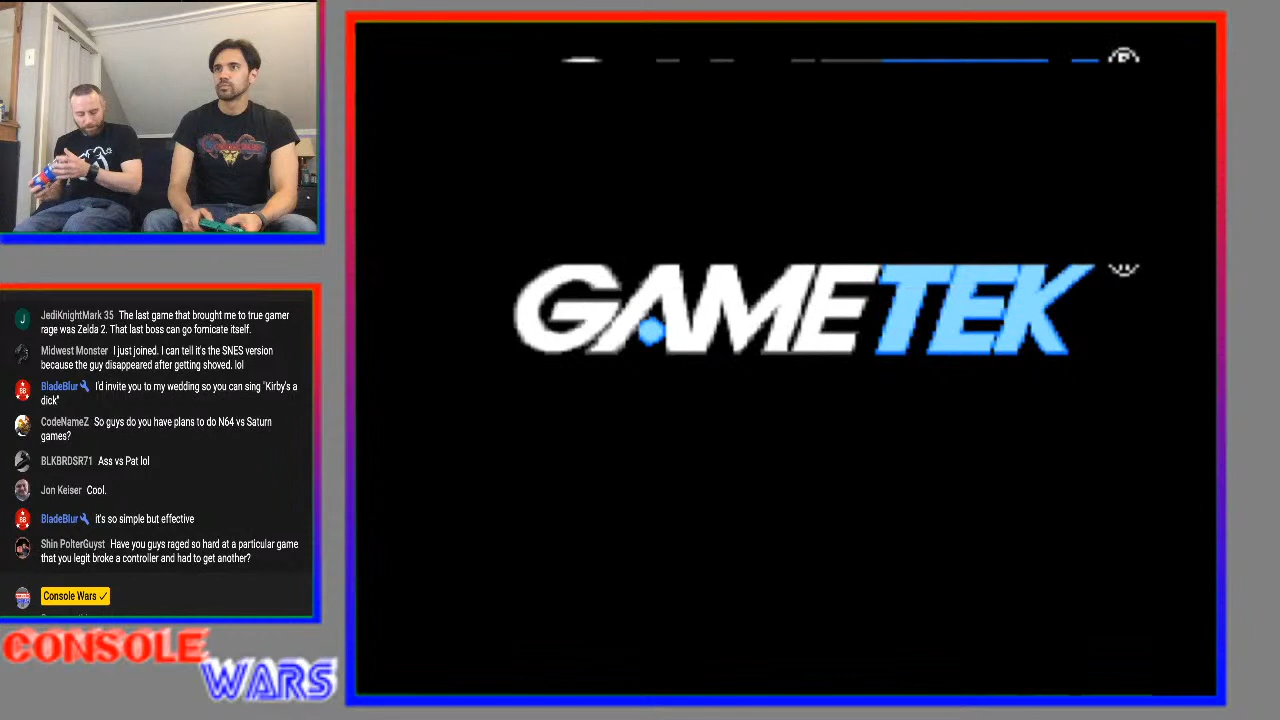 GAMETEK
JediKnightMark 35 The last game that brought me to true gamer
rage was Zelda 2. That last boss can go fornicate itself.
Midwest Monster I just joined. I can tell it's the SNES version
because the guy disappeared after getting shoved. lol
BladeBlur I'd invite you to my wedding so you can sing "Kirby's a
dick"
CodeNameZ So guys do you have plans to do N64 vs Saturn
games?
BLKBRDSR71 Ass vs Pat lol
Jon Keiser Cool.
BladeBlur it's so simple but effective
Shin PolterGuyst Have you guys raged so hard at a particular game
that you legit broke a controller and had to get another?
Console Wars
CONSOLE
WARS